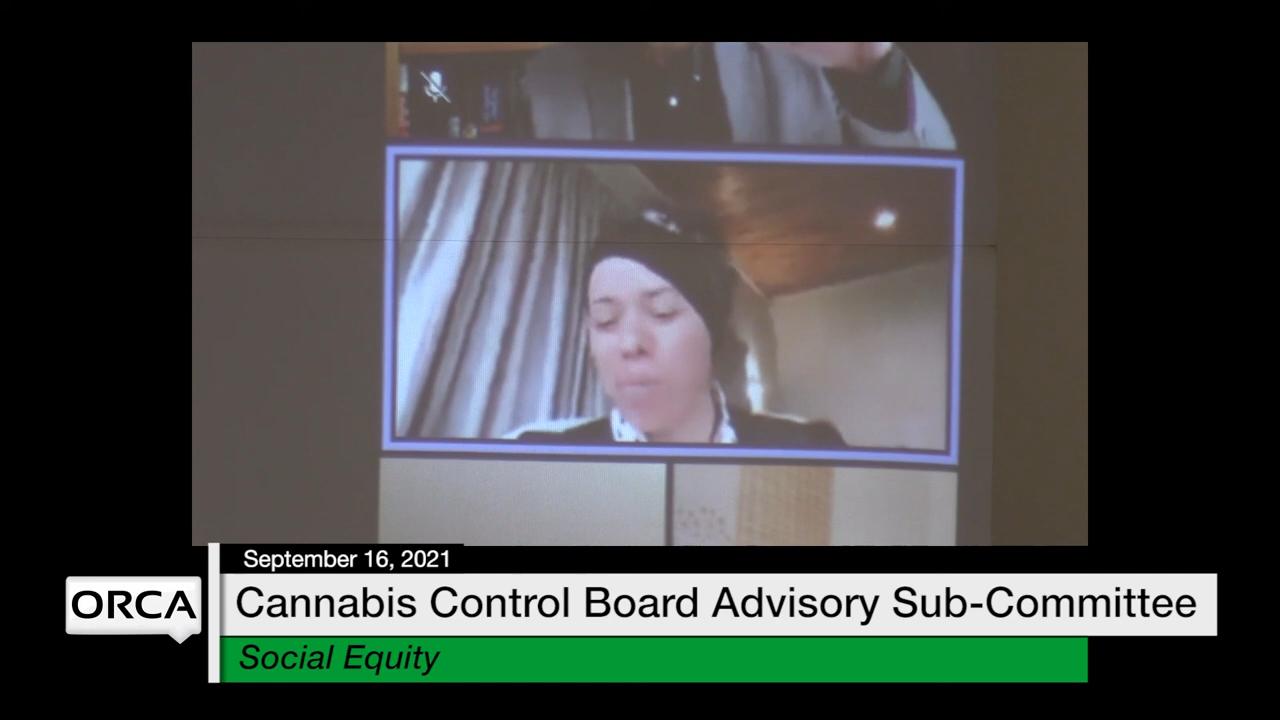 September 16, 2021
ORCA
Cannabis Control Board Advisory Sub-Committee
Social Equity